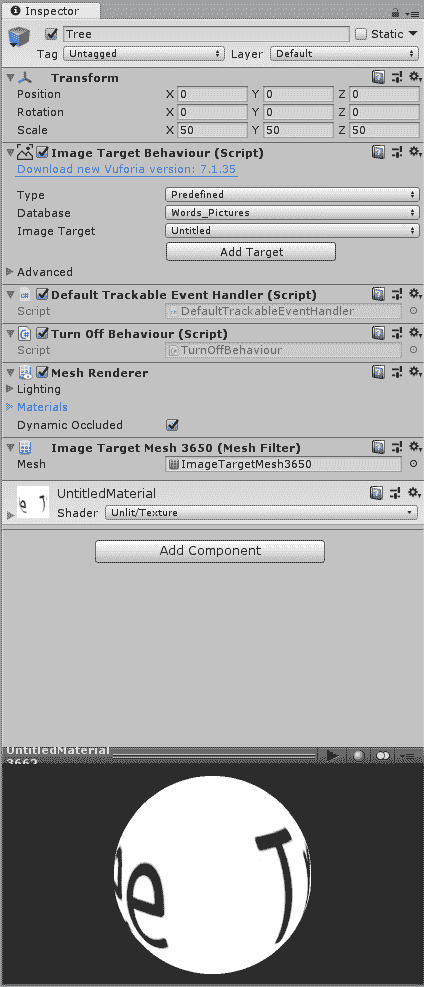 Inspector
Tree
Static
Tag Untagged Layer Default
Transform
Position X 0 Y 0 Z 0
Rotation X 0 Y 0 Z 0
Scale X 50 Y 50 Z 50
Image Target Behaviour (Script)
Download new Vuforia version: 7.1.35
Type Predefined
Database Words_Pictures
Image Target Untitled
Add Target
Advanced
Default Trackable Event Handler (Script)
Script DefaultTrackableEventHandler
Turn Off Behaviour (Script)
Script TurnOffBehaviour
Mesh Renderer
Lighting
Materials
Dynamic Occluded
Image Target Mesh 3650 (Mesh Filter)
Mesh ImageTargetMesh3650
e T
UntitledMaterial
Shader Unlit/Texture
Add Component
UntitledMaterial
3662
e T